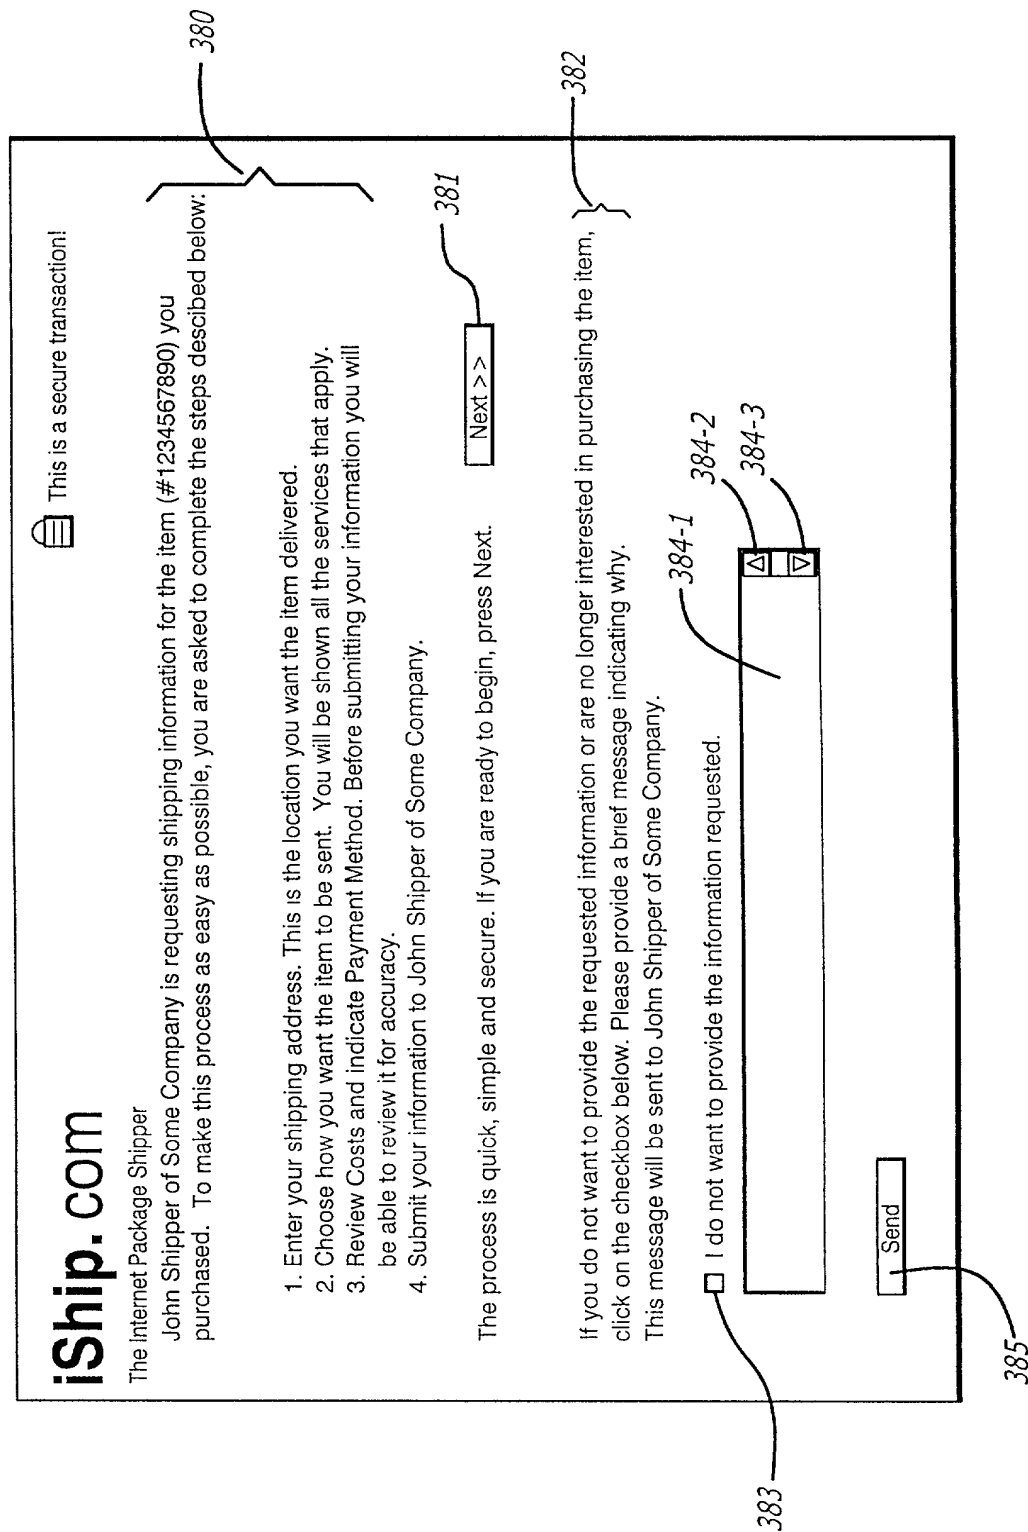 iShip.com
This is a secure transaction!
The Internet Package Shipper
John Shipper of Some Company is requesting shipping information for the item (#1234567890) you
purchased. To make this process as easy as possible, you are asked to complete the steps descibed below:
380
1. Enter your shipping address. This is the location you want the item delivered.
2. Choose how you want the item to be sent. You will be shown all the services that apply.
3. Review Costs and indicate Payment Method. Before submitting your information you will
be able to review it for accuracy.
4. Submit your information to John Shipper of Some Company.
The process is quick, simple and secure. If you are ready to begin, press Next.
Next >>
381
If you do not want to provide the requested information or are no longer interested in purchasing the item,
click on the checkbox below. Please provide a brief message indicating why.
This message will be sent to John Shipper of Some Company.
382
I do not want to provide the information requested.
383
384-1
384-2
384-3
Send
385